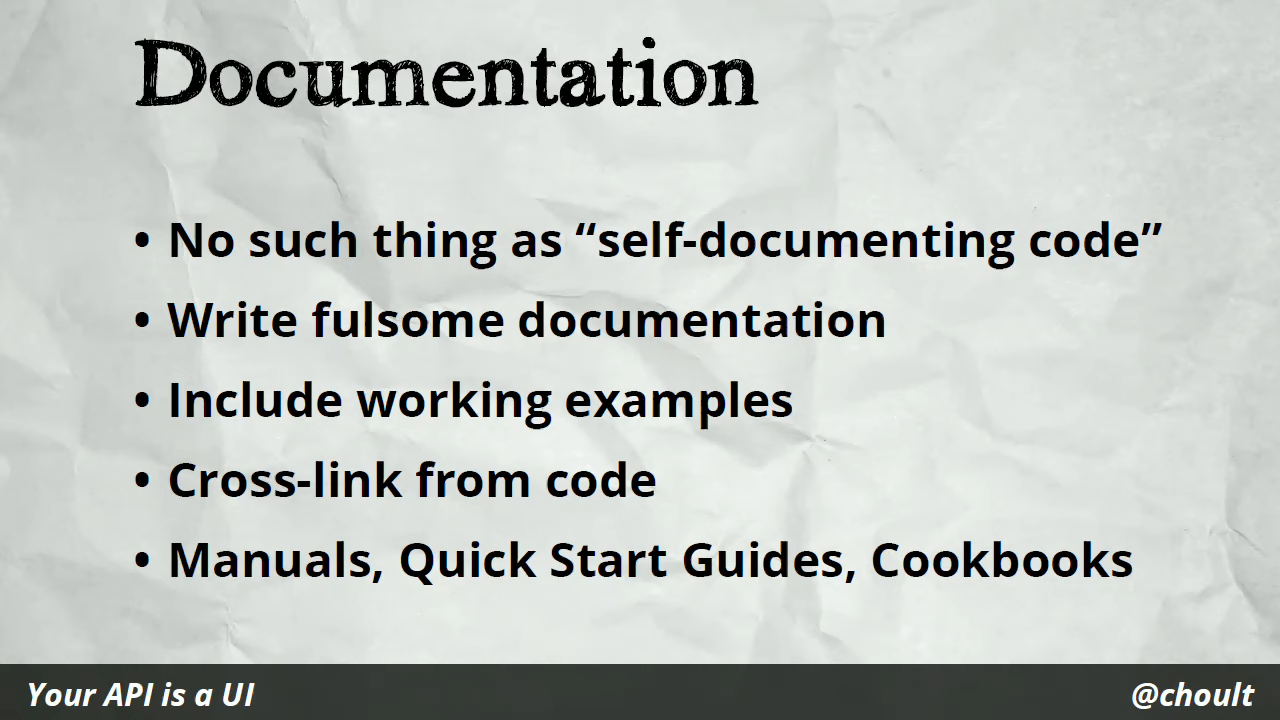 Documentation
• No such thing as “self-documenting code”
• Write fulsome documentation
• Include working examples
• Cross-link from code
• Manuals, Quick Start Guides, Cookbooks
Your API is a UI
@choult